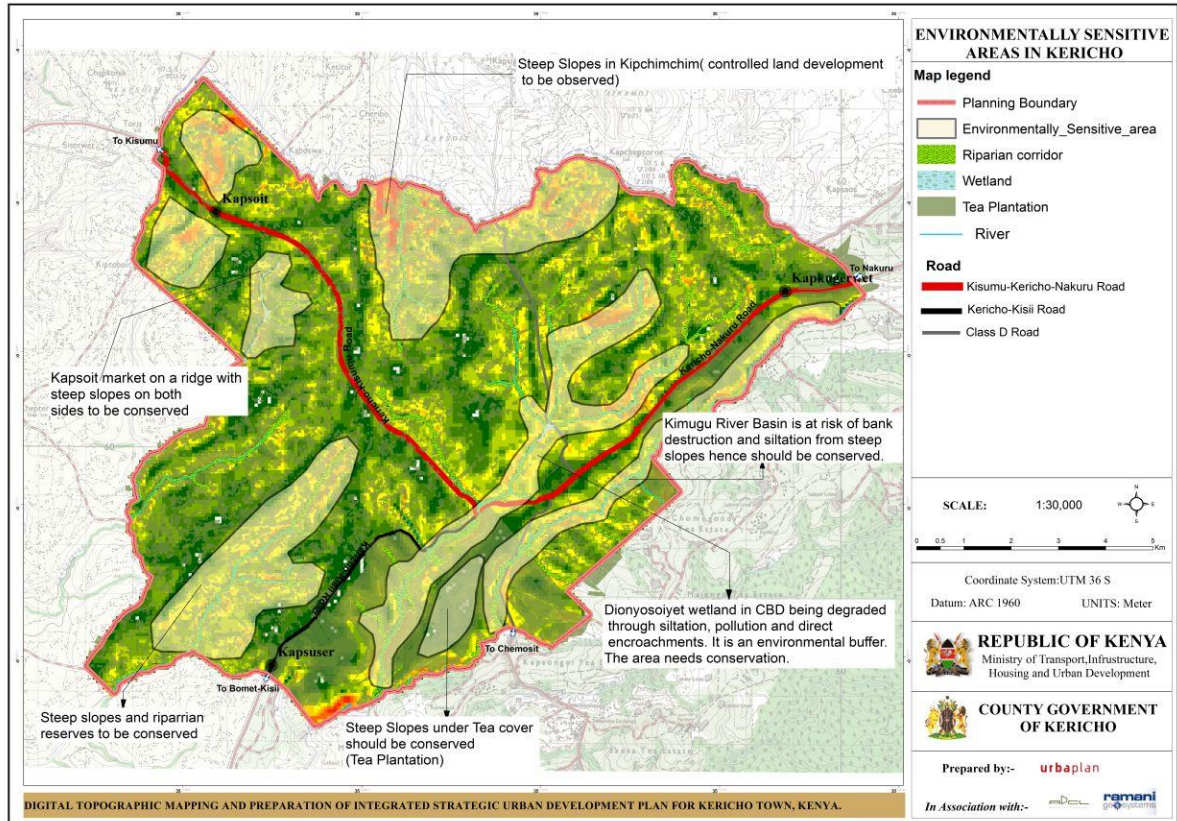 ENVIRONMENTALLY SENSITIVE
AREAS IN KERICHO
Map legend
Planning Boundary
Environmentally_Sensitive_area
Riparian corridor
Wetland
Tea Plantation
River
Road
Kisumu-Kericho-Nakuru Road
Kericho-Kisii Road
Class D Road
SCALE: 1:30,000
N
W E
S
0 0.5 1 2 3 4 5
Km
Coordinate System:UTM 36 S
Datum: ARC 1960 UNITS: Meter
REPUBLIC OF KENYA
Ministry of Transport,Infrustructure,
Housing and Urban Development
COUNTY GOVERNMENT
OF KERICHO
Prepared by:- urbaplan
In Association with:- ADCL ramani
geosystems
Steep Slopes in Kipchimchim( controlled land development
to be observed)
To Kisumu
Kapsoit
Kapkugerwet
To Nakuru
Kericho-Kisumu Road
Kericho-Nakuru Road
Kapsoit market on a ridge with
steep slopes on both
sides to be conserved
Kimugu River Basin is at risk of bank
destruction and siltation from steep
slopes hence should be conserved.
Dionyosoiyet wetland in CBD being degraded
through siltation, pollution and direct
encroachments. It is an environmental buffer.
The area needs conservation.
Kapsuser
To Chemosit
To Bomet-Kisii
Steep slopes and riparrian
reserves to be conserved
Steep Slopes under Tea cover
should be conserved
(Tea Plantation)
DIGITAL TOPOGRAPHIC MAPPING AND PREPARATION OF INTEGRATED STRATEGIC URBAN DEVELOPMENT PLAN FOR KERICHO TOWN, KENYA.